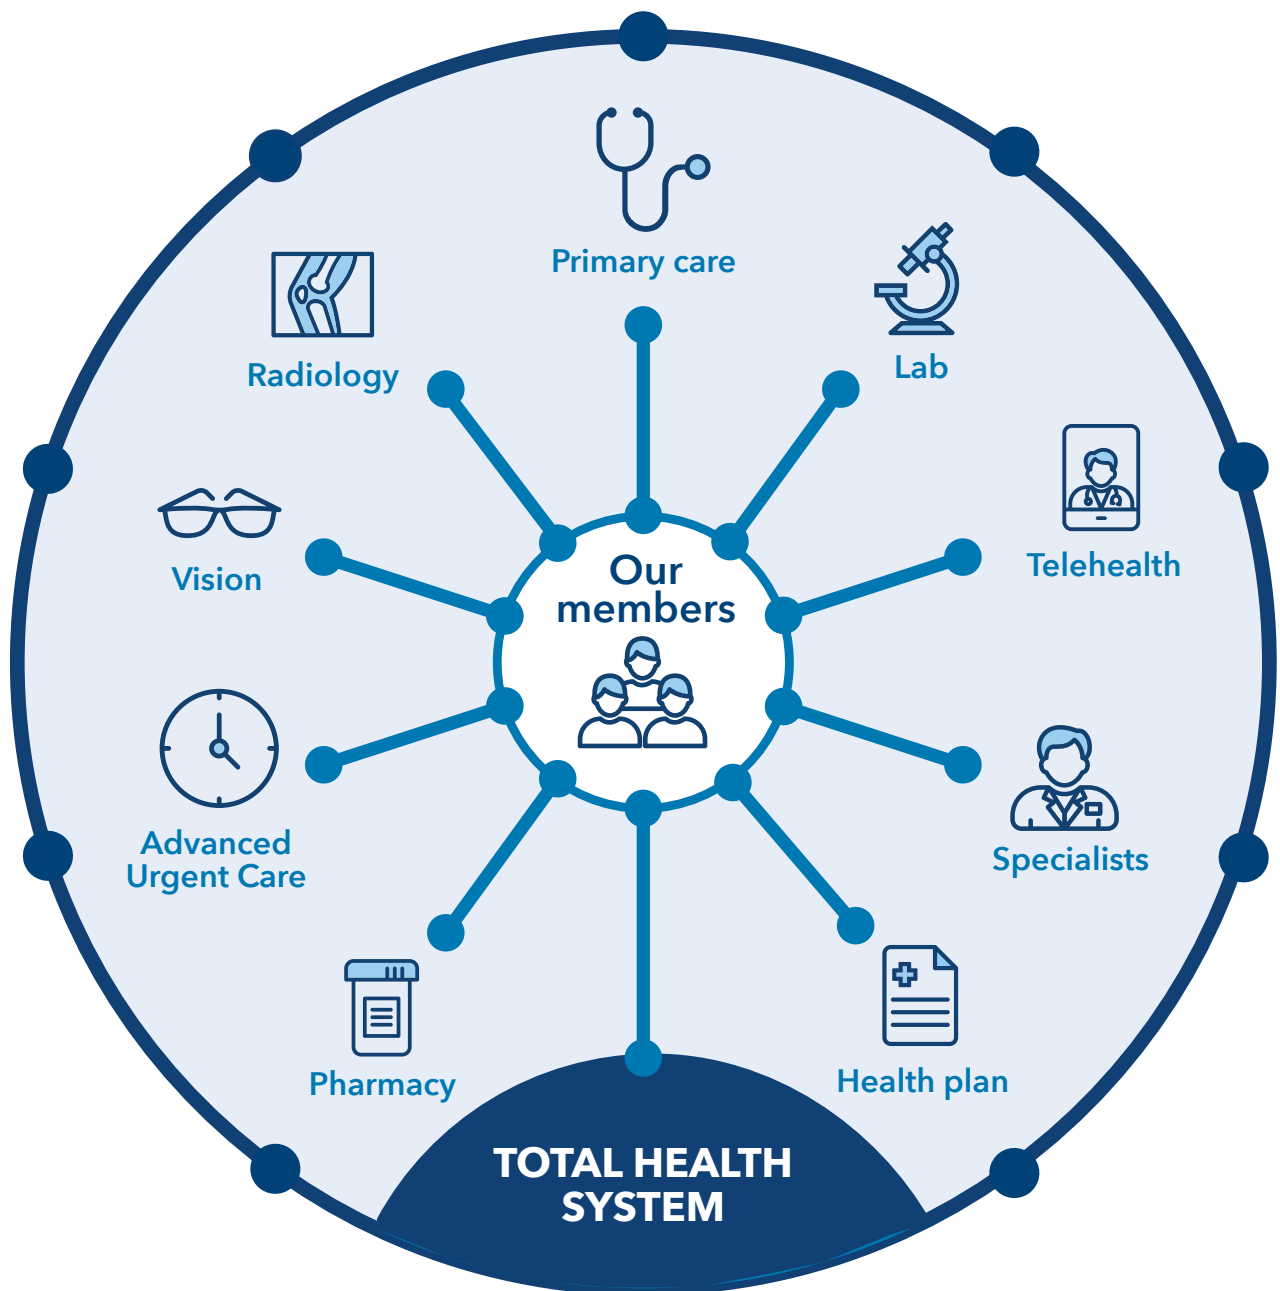 Primary care
Lab
Radiology
Telehealth
Vision
Our
members
Advanced
Urgent Care
Specialists
Pharmacy
Health plan
TOTAL HEALTH
SYSTEM